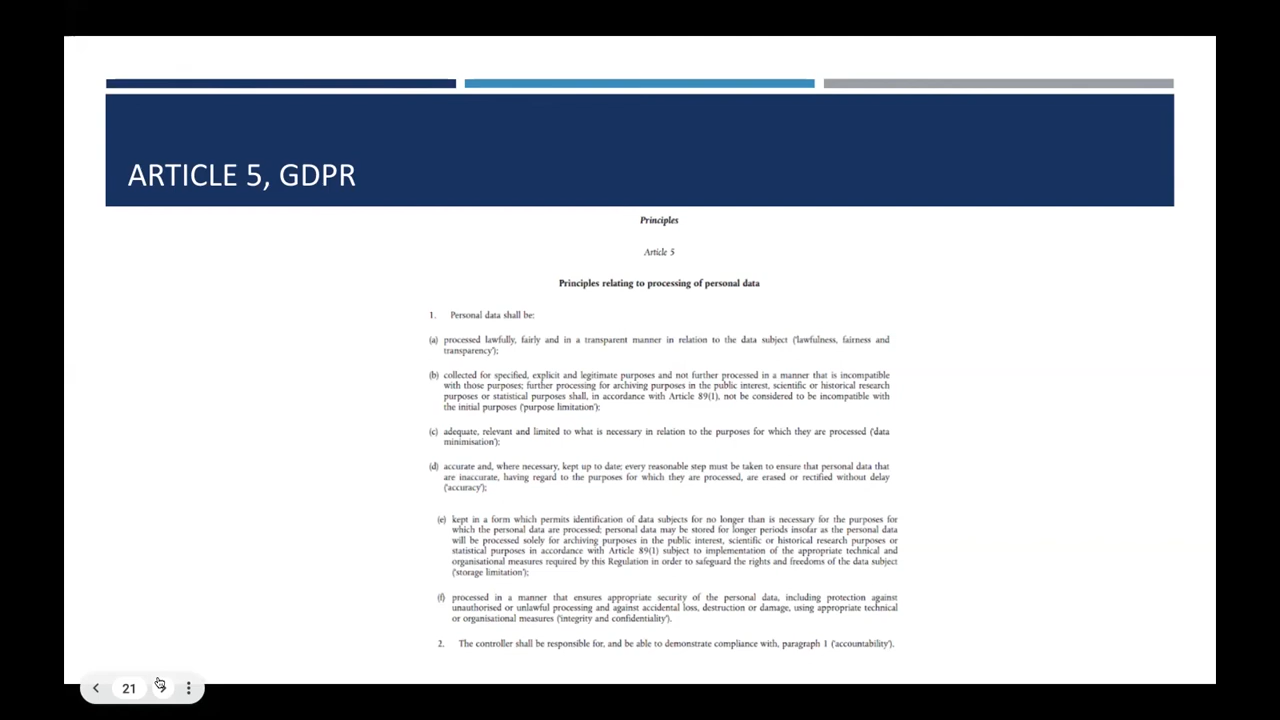 ARTICLE 5, GDPR
Principles
Article 5
Principles relating to processing of personal data
1. Personal data shall be:
(a) processed lawfully, fairly and in a transparent manner in relation to the data subject ('lawfulness, fairness and
transparency');
(b) collected for specified, explicit and legitimate purposes and not further processed in a manner that is incompatible
with those purposes; further processing for archiving purposes in the public interest, scientific or historical research
purposes or statistical purposes shall, in accordance with Article 89(1), not be considered to be incompatible with
the initial purposes ('purpose limitation');
(c) adequate, relevant and limited to what is necessary in relation to the purposes for which they are processed ('data
minimisation');
(d) accurate and, where necessary, kept up to date; every reasonable step must be taken to ensure that personal data that
are inaccurate, having regard to the purposes for which they are processed, are erased or rectified without delay
('accuracy');
(e) kept in a form which permits identification of data subjects for no longer than is necessary for the purposes for
which the personal data are processed; personal data may be stored for longer periods insofar as the personal data
will be processed solely for archiving purposes in the public interest, scientific or historical research purposes or
statistical purposes in accordance with Article 89(1) subject to implementation of the appropriate technical and
organisational measures required by this Regulation in order to safeguard the rights and freedoms of the data subject
('storage limitation');
(f) processed in a manner that ensures appropriate security of the personal data, including protection against
unauthorised or unlawful processing and against accidental loss, destruction or damage, using appropriate technical
or organisational measures ('integrity and confidentiality').
2. The controller shall be responsible for, and be able to demonstrate compliance with, paragraph 1 ('accountability').
21